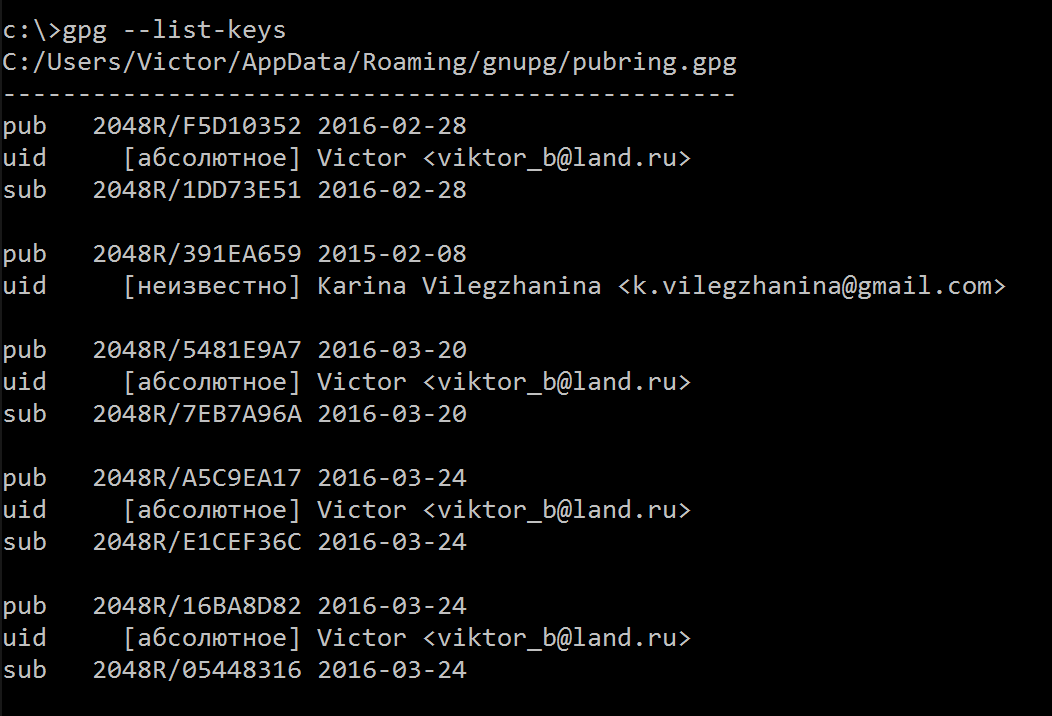 c:\>gpg --list-keys
C:/Users/Victor/AppData/Roaming/gnupg/pubring.gpg
-------------------------------------------------
pub   2048R/F5D10352 2016-02-28
uid     [абсолютное] Victor <viktor_b@land.ru>
sub   2048R/1DD73E51 2016-02-28

pub   2048R/391EA659 2015-02-08
uid     [неизвестно] Karina Vilegzhanina <k.vilegzhanina@gmail.com>

pub   2048R/5481E9A7 2016-03-20
uid     [абсолютное] Victor <viktor_b@land.ru>
sub   2048R/7EB7A96A 2016-03-20

pub   2048R/A5C9EA17 2016-03-24
uid     [абсолютное] Victor <viktor_b@land.ru>
sub   2048R/E1CEF36C 2016-03-24

pub   2048R/16BA8D82 2016-03-24
uid     [абсолютное] Victor <viktor_b@land.ru>
sub   2048R/05448316 2016-03-24